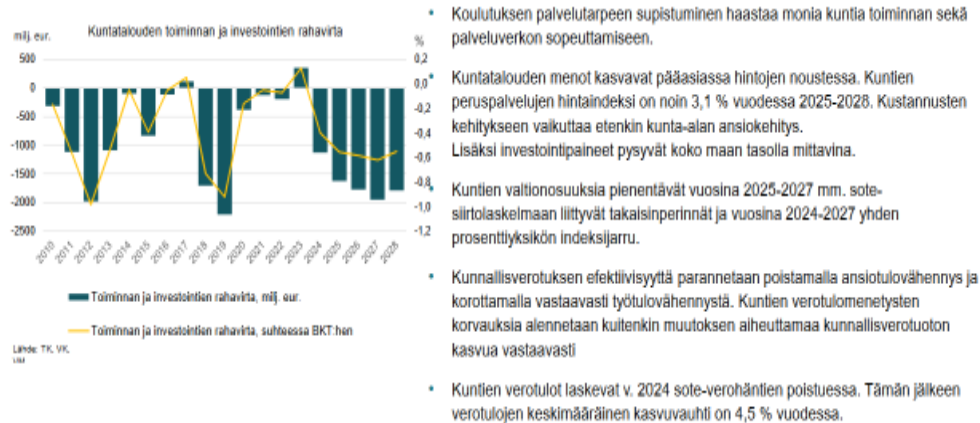 Kuntatalouden toiminnan ja investointien rahavirta
milj. eur.
%
500
0
-500
-1000
-1500
-2000
-2500
0,2
0,0
-0,2
-0,4
-0,6
-0,8
-1,0
-1,2
2010
2011
2012
2013
2014
2015
2016
2017
2018
2019
2020
2021
2022
2023
2024
2025
2026
2027
2028
Toiminnan ja investointien rahavirta, milj. eur.
Toiminnan ja investointien rahavirta, suhteessa BKT:hen
Lähde: TK, VK,
• Koulutuksen palvelutarpeen supistuminen haastaa monia kuntia toiminnan sekä
palveluverkon sopeuttamiseen.
• Kuntatalouden menot kasvavat pääasiassa hintojen noustessa. Kuntien
peruspalvelujen hintaindeksi on noin 3,1 % vuodessa 2025-2028. Kustannusten
kehitykseen vaikuttaa etenkin kunta-alan ansiokehitys.
Lisäksi investointipaineet pysyvät koko maan tasolla mittavina.
• Kuntien valtionosuuksia pienentävät vuosina 2025-2027 mm. sote-
siirtolaskelmaan liittyvät takaisinperinnät ja vuosina 2024-2027 yhden
prosenttiyksikön indeksijarru.
• Kunnallisverotuksen efektiivisyyttä parannetaan poistamalla ansiotulovähennys ja
korottamalla vastaavasti työtulovähennystä. Kuntien verotulomenetysten
korvauksia alennetaan kuitenkin muutoksen aiheuttamaa kunnallisverotuoton
kasvua vastaavasti
• Kuntien verotulot laskevat v. 2024 sote-verohäntien poistuessa. Tämän jälkeen
verotulojen keskimääräinen kasvuvauhti on 4,5 % vuodessa.